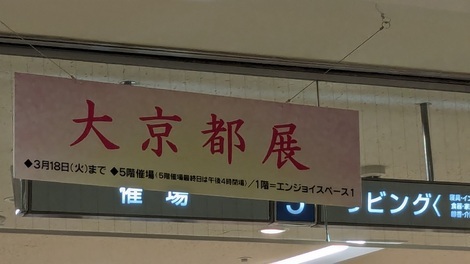 大京都展
◆3月18日(火)まで ◆5階催場(5階催場最終日は午後4時閉場)/1階=エンジョイスペース1
催場
5
リビング